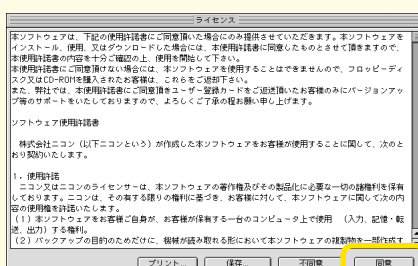 ライセンス
本ソフトウェアは、下記の使用許諾書にご同意頂いた場合にのみ提供させていただきます。本ソフトウェアを
インストール、使用、又はダウンロードした場合には、本使用許諾書に同意したものとさせて頂きますので、
本使用許諾書の内容を十分ご確認の上、使用を開始して下さい。
本使用許諾書にご同意頂けない場合には、本ソフトウェアを使用することはできませんので、フロッピーディ
スク又はCD-ROMを購入されたお客様は、これらをご返却下さい。
また、弊社では、本使用許諾書にご同意頂きユーザー登録カードをご返送頂いたお客様のみにバージョンアッ
プ等のサポートをいたしておりますので、よろしくご了承の程お願い申し上げます。
ソフトウェア使用許諾書
株式会社ニコン（以下ニコンという）が作成した本ソフトウェアをお客様が使用することに関して、次のと
おり契約いたします。
1．使用許諾
ニコン又はニコンのライセンサーは、本ソフトウェアの著作権及びその製品化に必要な一切の諸権利を保有
しております。ニコンは、その有する限りの権利に基づき、お客様に対して、本ソフトウェアに関して次の内
容の使用権を許諾いたします。
（1）本ソフトウェアをお客様ご自身が、お客様が保有する一台のコンピュータ上で使用　（入力、記憶・転
送、出力）する権利。
（2）バックアップの目的のためだけに、機械が読み取れる形において本ソフトウェアの複製物を一部作成す
プリント... 保存... 不同意 同意